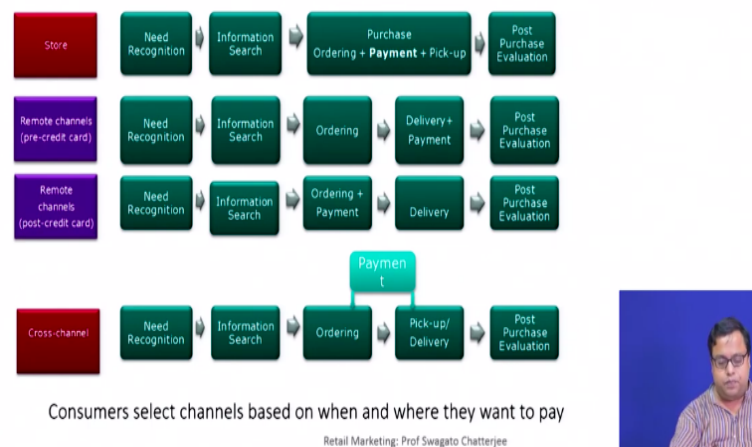 Store
Need
Recognition
Information
Search
Purchase
Ordering + Payment + Pick-up
Post
Purchase
Evaluation
Remote channels
(pre-credit card)
Need
Recognition
Information
Search
Ordering
Delivery+
Payment
Post
Purchase
Evaluation
Remote
channels
(post-credit card)
Need
Recognition
Information
Search
Ordering +
Payment
Delivery
Post
Purchase
Evaluation
Paymen
t
Cross-channel
Need
Recognition
Information
Search
Ordering
Pick-up/
Delivery
Post
Purchase
Evaluation
Consumers select channels based on when and where they want to pay
Retail Marketing: Prof Swagato Chatterjee